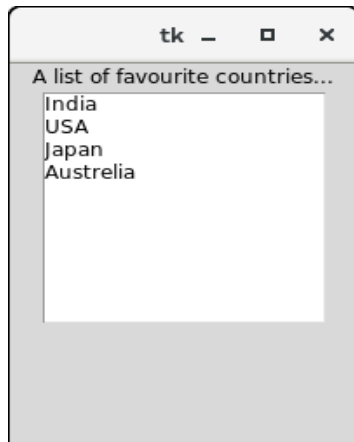 tk
A list of favourite countries...
India
USA
Japan
Austrelia